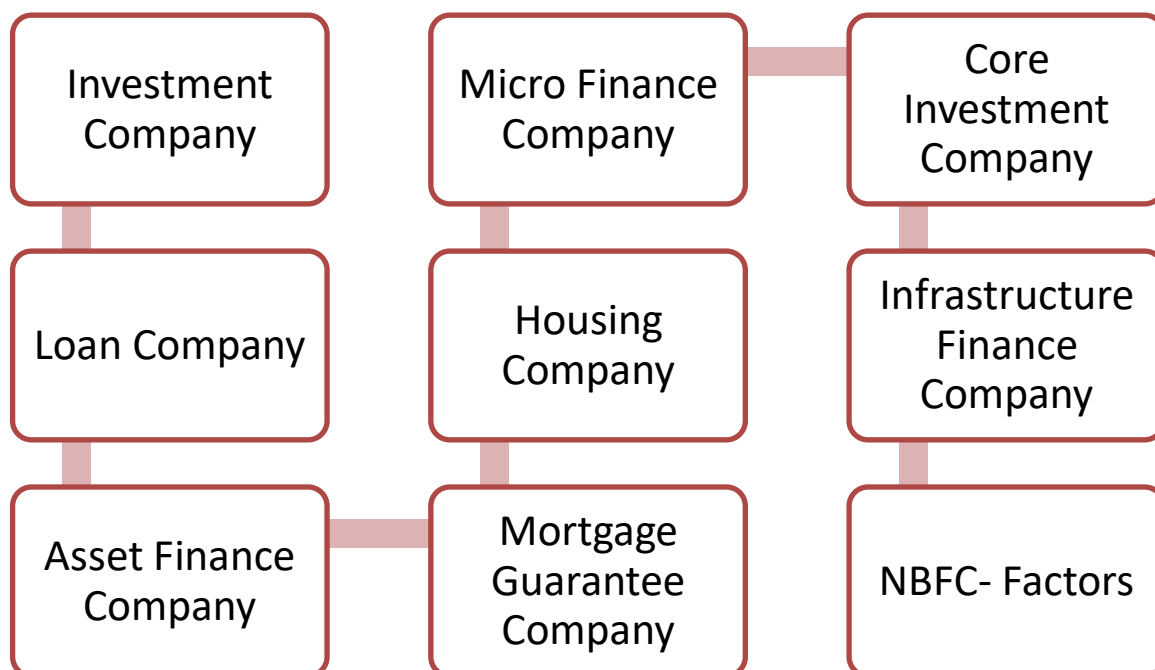 Investment
Company
Loan Company
Asset Finance
Company
Mortgage
Guarantee
Company
Housing
Company
Micro Finance
Company
Core
Investment
Company
Infrastructure
Finance
Company
NBFC- Factors